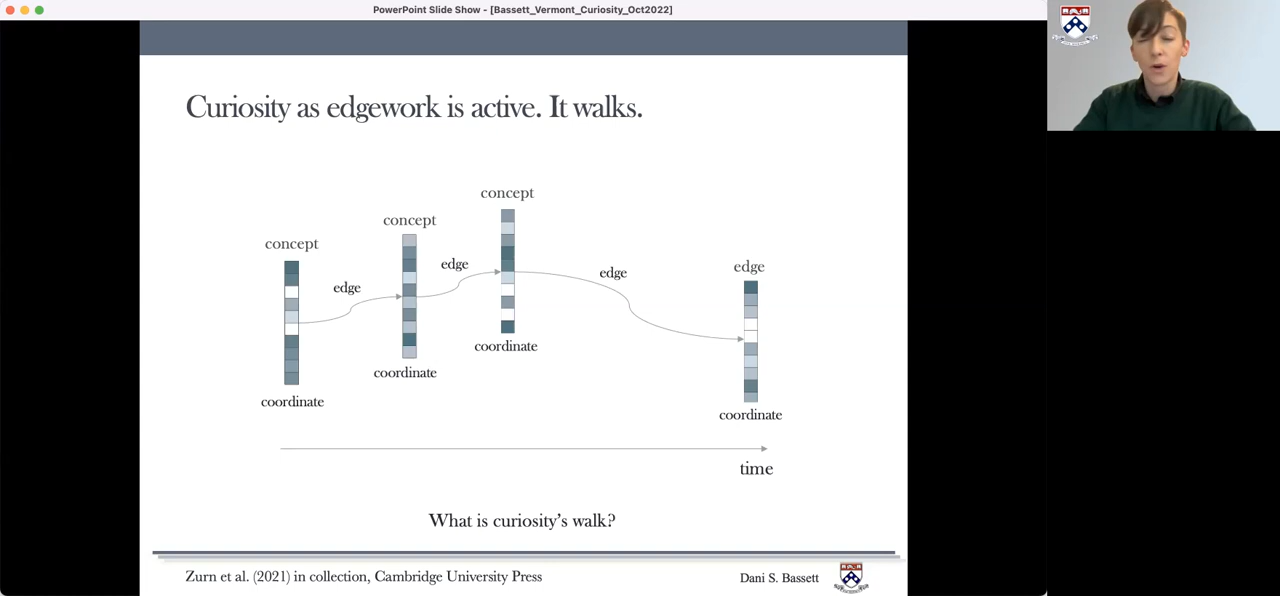 PowerPoint Slide Show - [Bassett_Vermont_Curiosity_Oct2022]
Curiosity as edgework is active. It walks.
concept
concept
concept
edge
edge
edge
edge
coordinate
coordinate
coordinate
coordinate
time
What is curiosity's walk?
Zurn et al. (2021) in collection, Cambridge University Press
Dani S. Bassett